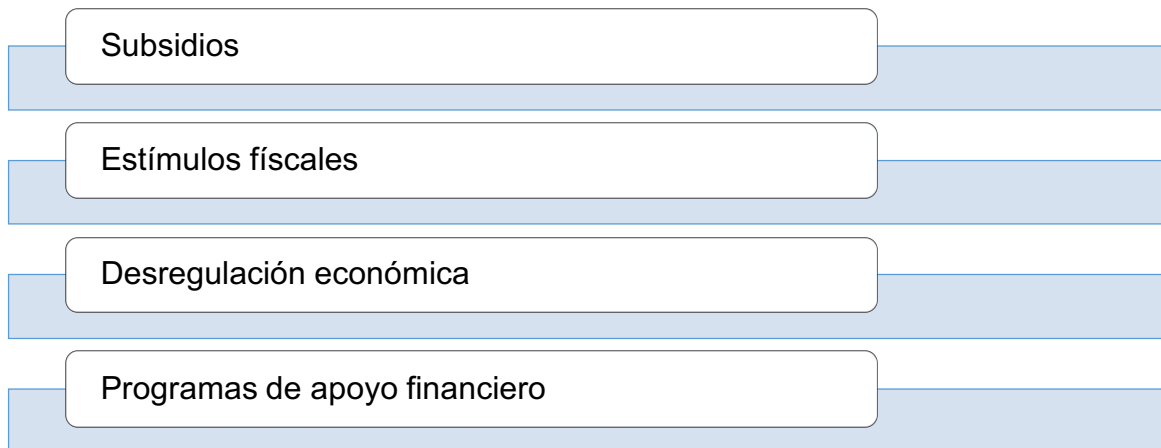 Subsidios
Estímulos físcales
Desregulación económica
Programas de apoyo financiero